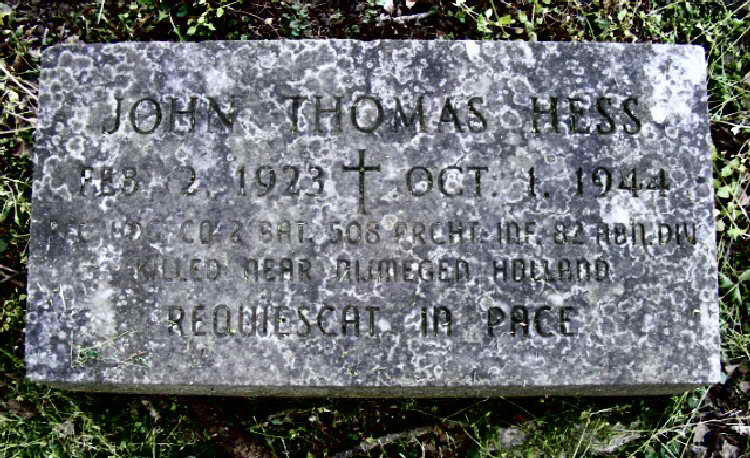 JOHN THOMAS HESS
FEB 2, 1923 OCT. 1, 1944
HDG. CO. 2 BAT. 508 PRCHT. INF. 82 ABN. DIV.
KILLED NEAR NIJMEGEN HOLLAND
REQUIESCAT IN PACE